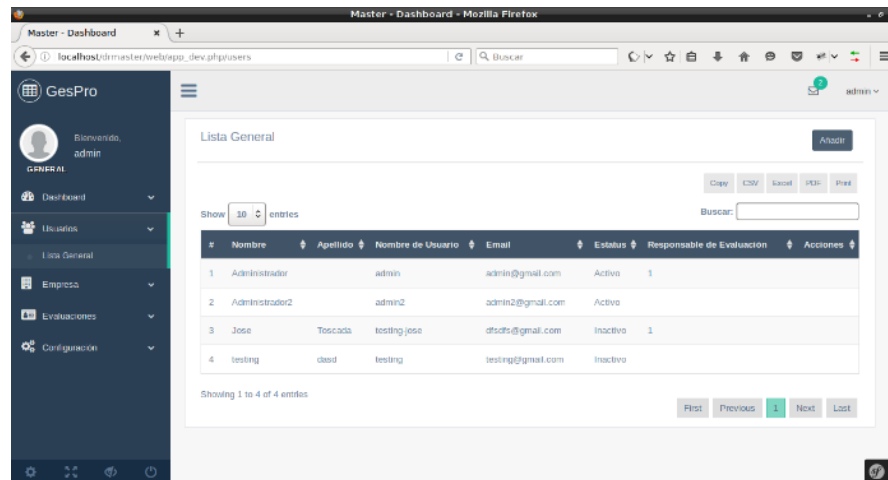 Master - Dashboard - Mozilla Firefox
Master - Dashboard × +
localhost/drmaster/web/app_dev.php/users Buscar
GesPro 2 admin
Bienvenido,
admin
GENERAL
Dashboard
Usuarios
Lista General
Empresa
Evaluaciones
Configuración
Lista General Añadir
Copy CSV Excel PDF Print
Show 10 entries Buscar:
# Nombre Apellido Nombre de Usuario Email Estatus Responsable de Evaluación Acciones
1 Administrador admin admin@gmail.com Activo 1
2 Administrador2 admin2 admin2@gmail.com Activo
3 Jose Toscada testing-jose dfsdfs@gmail.com Inactivo 1
4 testing dasd testing testing@gmail.com Inactivo
Showing 1 to 4 of 4 entries
First Previous 1 Next Last
sf